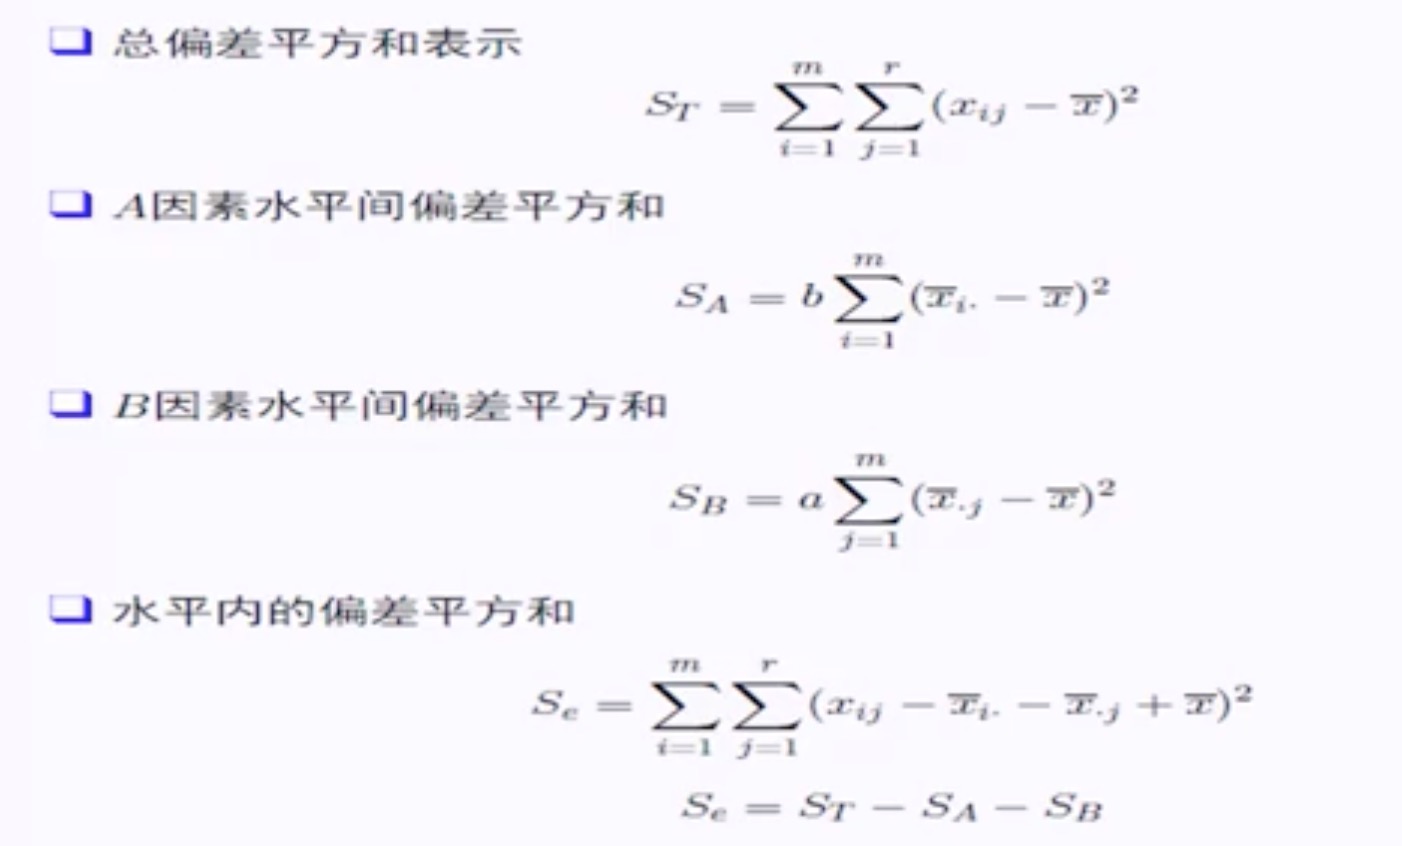 总偏差平方和表示
$S_T = \sum_{i=1}^{m} \sum_{j=1}^{r} (x_{ij} - \overline{x})^2$
A因素水平间偏差平方和
$S_A = b \sum_{i=1}^{m} (\overline{x}_{i\cdot} - \overline{x})^2$
B因素水平间偏差平方和
$S_B = a \sum_{j=1}^{m} (\overline{x}_{\cdot j} - \overline{x})^2$
水平内的偏差平方和
$S_e = \sum_{i=1}^{m} \sum_{j=1}^{r} (x_{ij} - \overline{x}_{i\cdot} - \overline{x}_{\cdot j} + \overline{x})^2$
$S_e = S_T - S_A - S_B$